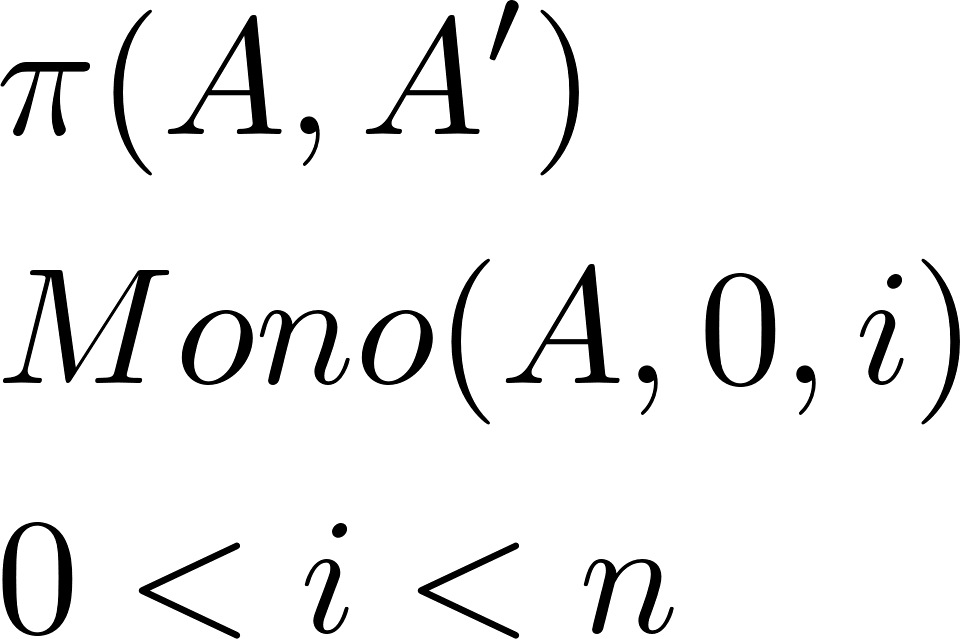 π(A, A′)
Mono(A, 0, i)
0 < i < n